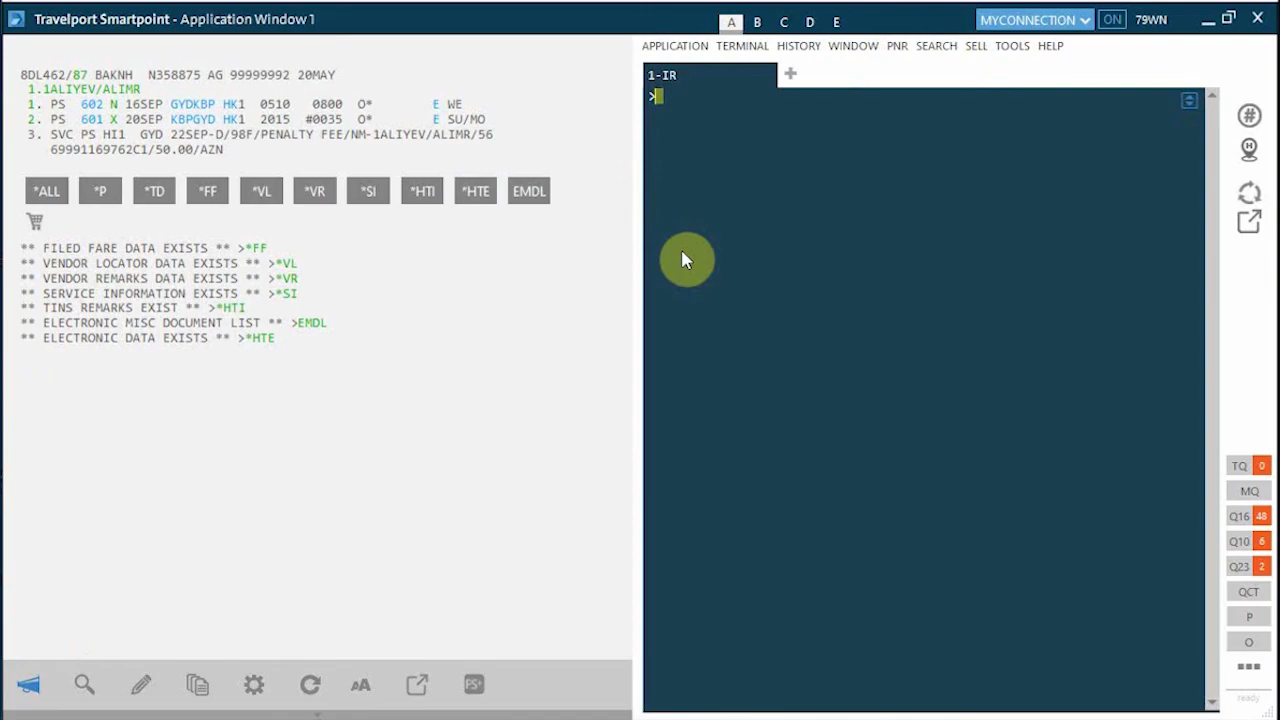 Travelport Smartpoint - Application Window 1
A B C D E
MYCONNECTION ON 79WN
APPLICATION TERMINAL HISTORY WINDOW PNR SEARCH SELL TOOLS HELP
8DL462/87 BAKNH N358875 AG 99999992 20MAY
1.1ALIYEV/ALIMR
1. PS 602 N 16SEP GYDKBP HK1 0510 0800 O* E WE
2. PS 601 X 20SEP KBPGYD HK1 2015 #0035 O* E SU/MO
3. SVC PS HI1 GYD 22SEP-D/98F/PENALTY FEE/NM-1ALIYEV/ALIMR/56
69991169762C1/50.00/AZN
*ALL *P *TD *FF *VL *VR *SI *HTI *HTE EMDL
** FILED FARE DATA EXISTS ** >*FF
** VENDOR LOCATOR DATA EXISTS ** >*VL
** VENDOR REMARKS DATA EXISTS ** >*VR
** SERVICE INFORMATION EXISTS ** >*SI
** TINS REMARKS EXIST ** >*HTI
** ELECTRONIC MISC DOCUMENT LIST ** >EMDL
** ELECTRONIC DATA EXISTS ** >*HTE
1-IR
>
#
H
TQ 0
MQ
Q16 48
Q10 6
Q23 2
QCT
P
O
ready
AA
PS+